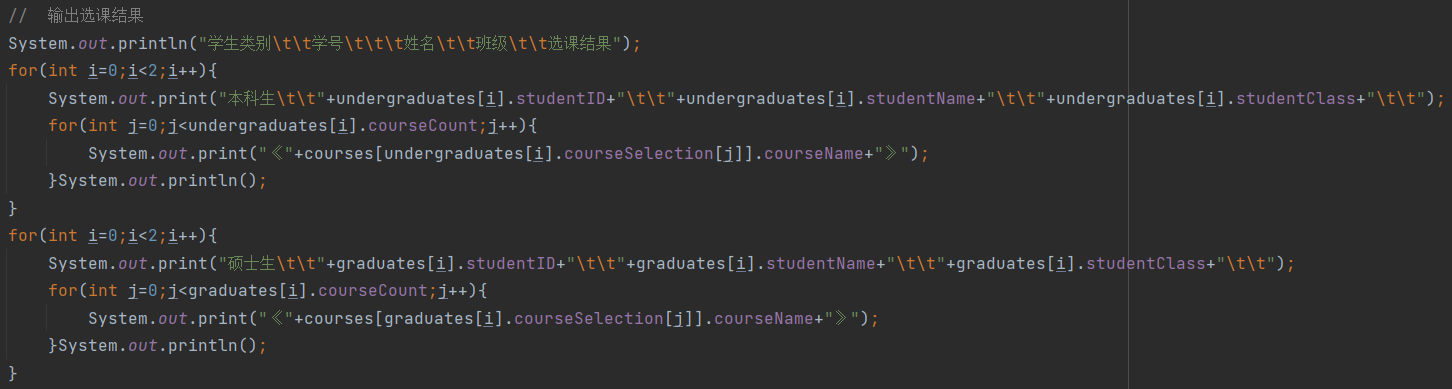 //  输出选课结果
System.out.println("学生类别\t\t学号\t\t\t姓名\t\t班级\t\t选课结果");
for(int i=0;i<2;i++){
    System.out.print("本科生\t\t"+undergraduates[i].studentID+"\t\t"+undergraduates[i].studentName+"\t\t"+undergraduates[i].studentClass+"\t\t");
    for(int j=0;j<undergraduates[i].courseCount;j++){
        System.out.print("《"+courses[undergraduates[i].courseSelection[j]].courseName+"》");
    }System.out.println();
}
for(int i=0;i<2;i++){
    System.out.print("硕士生\t\t"+graduates[i].studentID+"\t\t"+graduates[i].studentName+"\t\t"+graduates[i].studentClass+"\t\t");
    for(int j=0;j<graduates[i].courseCount;j++){
        System.out.print("《"+courses[graduates[i].courseSelection[j]].courseName+"》");
    }System.out.println();
}